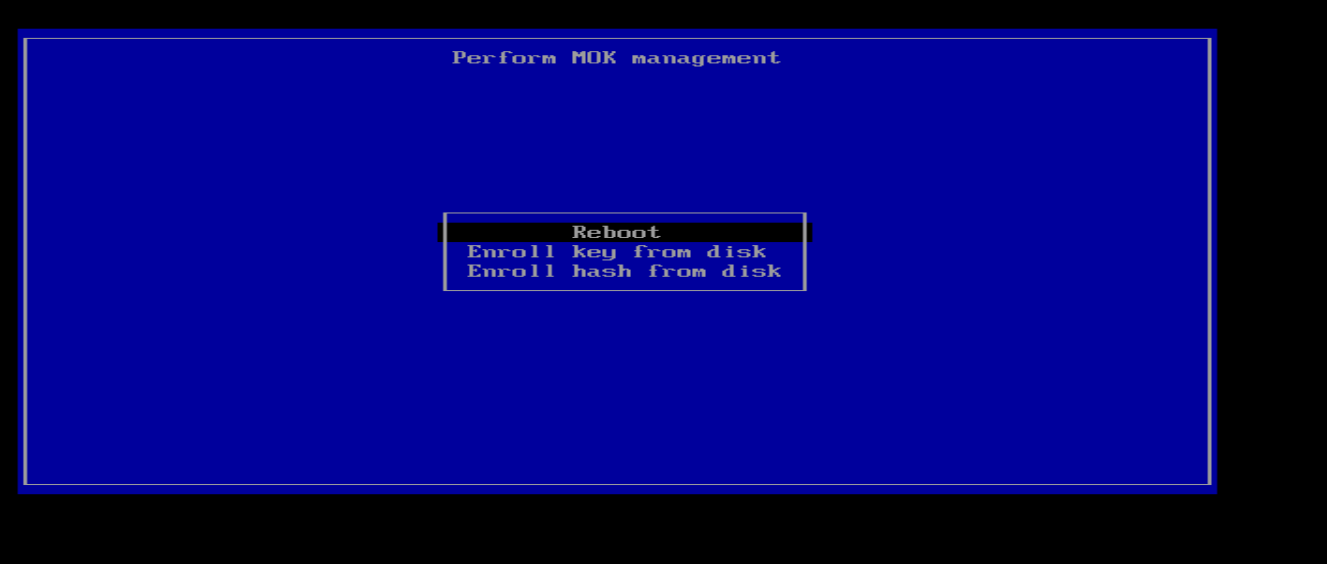 Perform MOK management
Reboot
Enroll key from disk
Enroll hash from disk